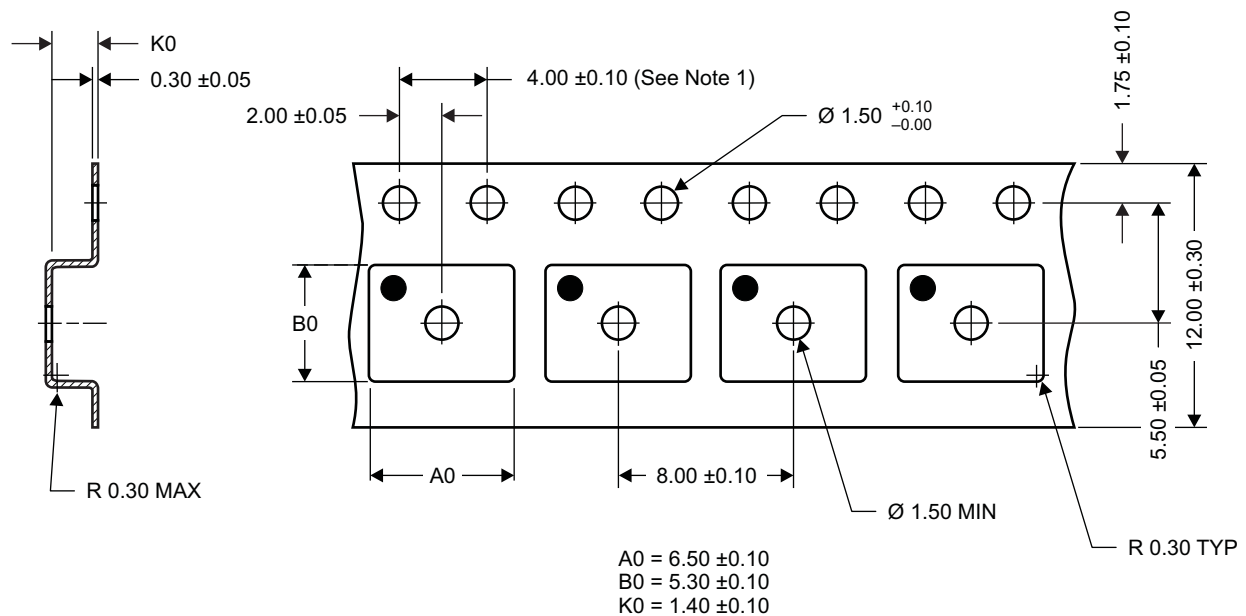 K0
0.30 ±0.05
4.00 ±0.10 (See Note 1)
2.00 ±0.05
Ø 1.50 +0.10 –0.00
1.75 ±0.10
B0
12.00 ±0.30
5.50 ±0.05
A0
8.00 ±0.10
R 0.30 MAX
Ø 1.50 MIN
R 0.30 TYP
A0 = 6.50 ±0.10
B0 = 5.30 ±0.10
K0 = 1.40 ±0.10